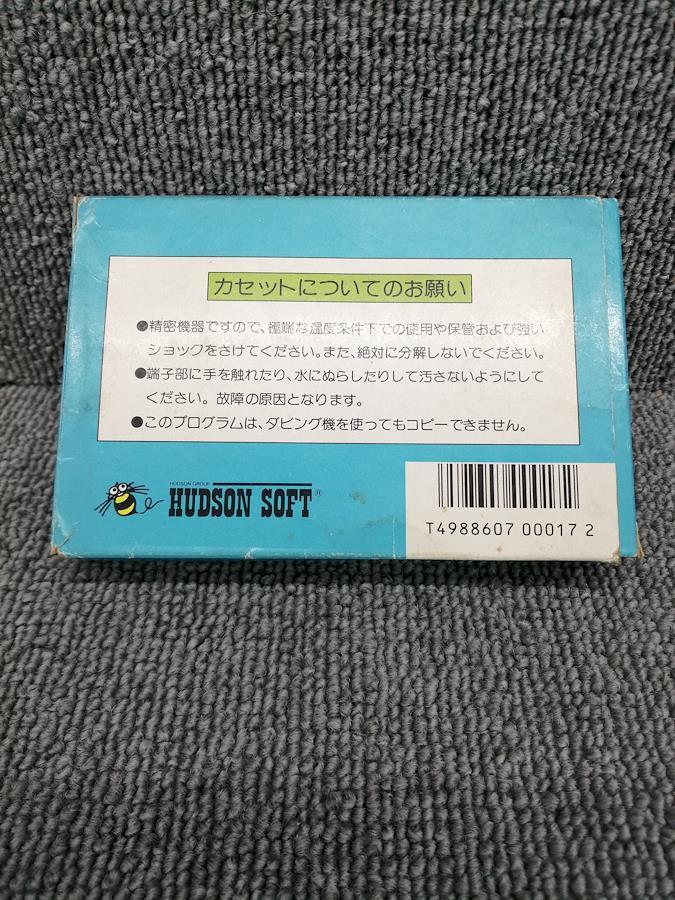 カセットについてのお願い
●精密機器ですので、極端な温度条件下での使用や保管および強い
ショックをさけてください。また、絶対に分解しないでください。
●端子部に手を触れたり、水にぬらしたりして汚さないようにして
ください。故障の原因となります。
●このプログラムは、ダビング機を使ってもコピーできません。
HUDSON GROUP
HUDSON SOFT®
T4988607 00017 2